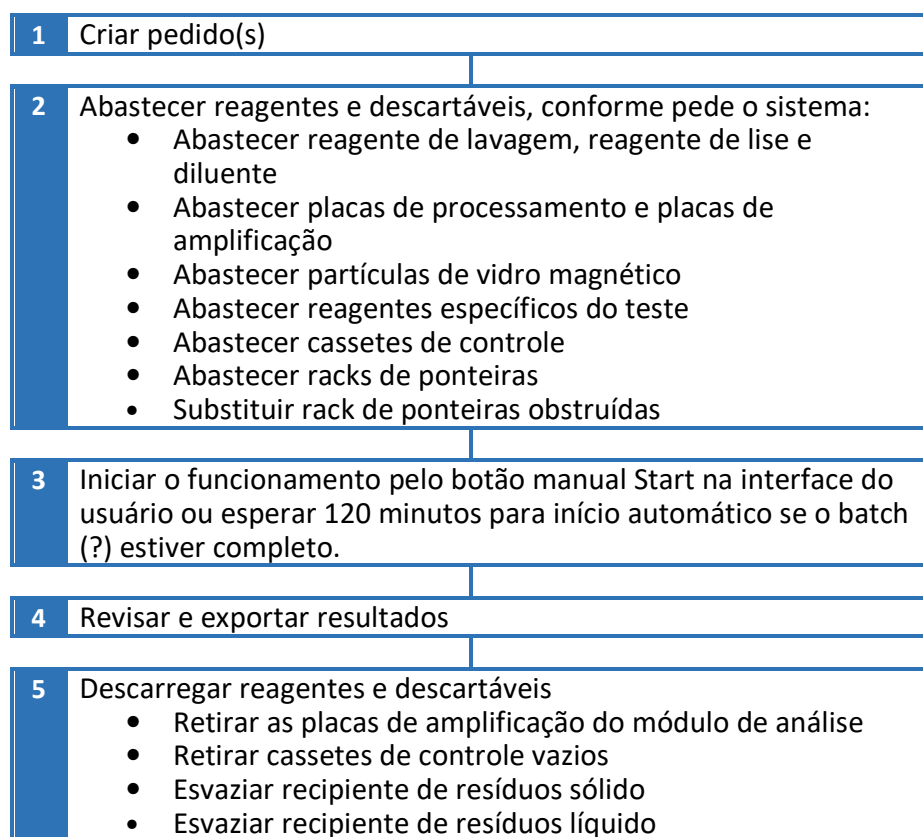 1 Criar pedido(s)
2 Abastecer reagentes e descartáveis, conforme pede o sistema:
• Abastecer reagente de lavagem, reagente de lise e
diluente
• Abastecer placas de processamento e placas de
amplificação
• Abastecer partículas de vidro magnético
• Abastecer reagentes específicos do teste
• Abastecer cassetes de controle
• Abastecer racks de ponteiras
• Substituir rack de ponteiras obstruídas
3 Iniciar o funcionamento pelo botão manual Start na interface do
usuário ou esperar 120 minutos para início automático se o batch
(?) estiver completo.
4 Revisar e exportar resultados
5 Descarregar reagentes e descartáveis
• Retirar as placas de amplificação do módulo de análise
• Retirar cassetes de controle vazios
• Esvaziar recipiente de resíduos sólido
• Esvaziar recipiente de resíduos líquido